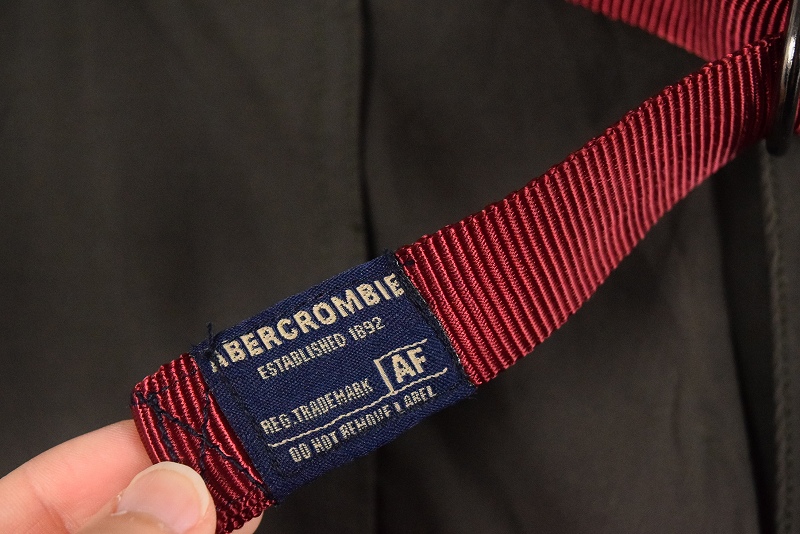 ABERCROMBIE
ESTABLISHED 1892
REG. TRADEMARK AF
DO NOT REMOVE LABEL